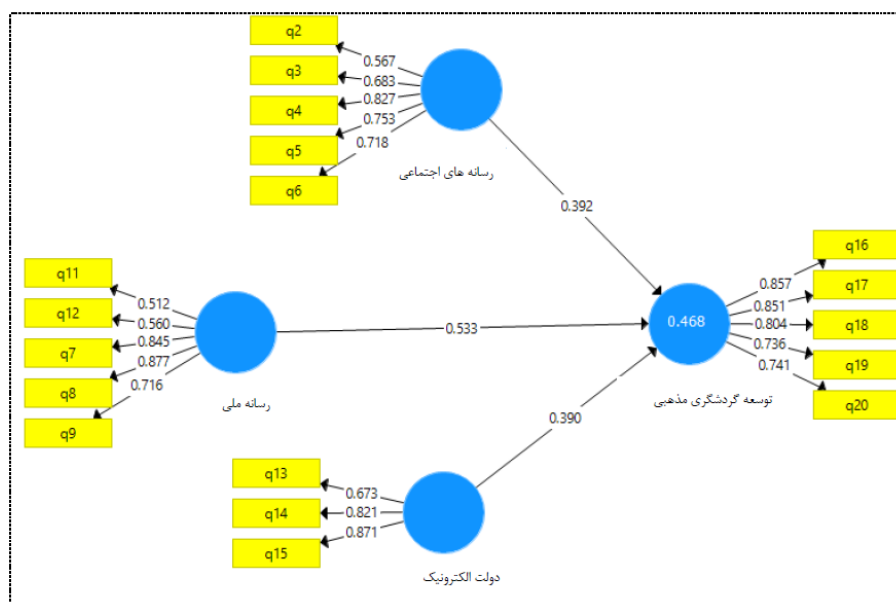 q2
q3
q4
q5
q6
0.567
0.683
0.827
0.753
0.718
رسانه های اجتماعی
0.392
q11
q12
q7
q8
q9
0.512
0.560
0.845
0.877
0.716
رسانه ملی
0.533
q13
q14
q15
0.673
0.821
0.871
دولت الکترونیک
0.390
0.468
توسعه گردشگری مذهبی
0.857
0.851
0.804
0.736
0.741
q16
q17
q18
q19
q20